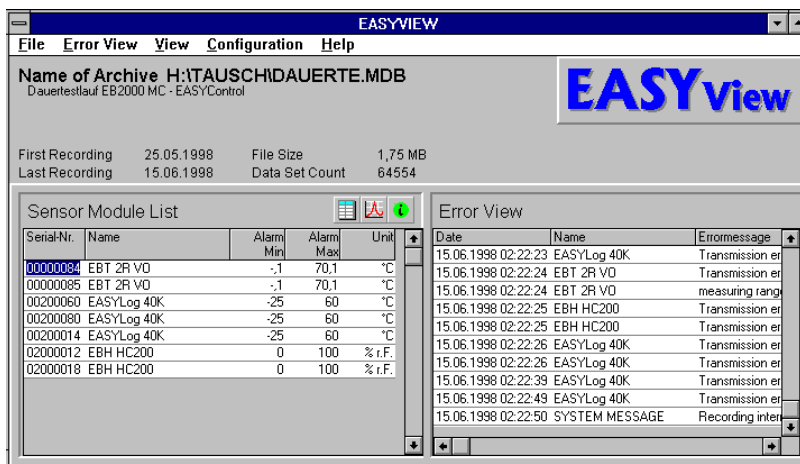 EASYVIEW
File Error View View Configuration Help
Name of Archive H:\TAUSCH\DAUERTE.MDB
Dauertestlauf EB2000 MC - EASYControl
EASYView
First Recording 25.05.1998 File Size 1,75 MB
Last Recording 15.06.1998 Data Set Count 64554
Sensor Module List
Serial-Nr. Name Alarm Min Alarm Max Unit
00000084 EBT 2R VO -,1 70,1 °C
00000085 EBT 2R VO -,1 70,1 °C
00200060 EASYLog 40K -25 60 °C
00200080 EASYLog 40K -25 60 °C
00200014 EASYLog 40K -25 60 °C
02000012 EBH HC200 0 100 % r.F.
02000018 EBH HC200 0 100 % r.F.
Error View
Date Name Errormessage
15.06.1998 02:22:23 EASYLog 40K Transmission er
15.06.1998 02:22:24 EBT 2R VO Transmission er
15.06.1998 02:22:24 EBT 2R VO measuring rang
15.06.1998 02:22:25 EBH HC200 Transmission er
15.06.1998 02:22:25 EBH HC200 Transmission er
15.06.1998 02:22:26 EASYLog 40K Transmission er
15.06.1998 02:22:26 EASYLog 40K Transmission er
15.06.1998 02:22:39 EASYLog 40K Transmission er
15.06.1998 02:22:49 EASYLog 40K Transmission er
15.06.1998 02:22:50 SYSTEM MESSAGE Recording inter